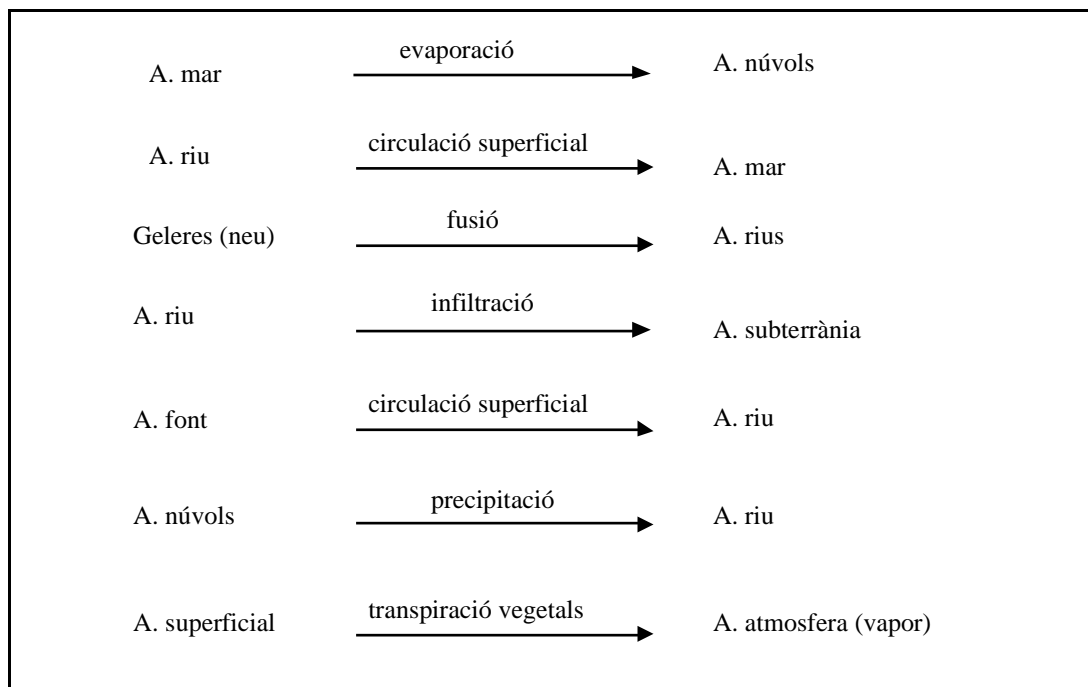 evaporació
A. mar
A. núvols
circulació superficial
A. riu
A. mar
fusió
Geleres (neu)
A. rius
infiltració
A. riu
A. subterrània
circulació superficial
A. font
A. riu
precipitació
A. núvols
A. riu
transpiració vegetals
A. superficial
A. atmosfera (vapor)